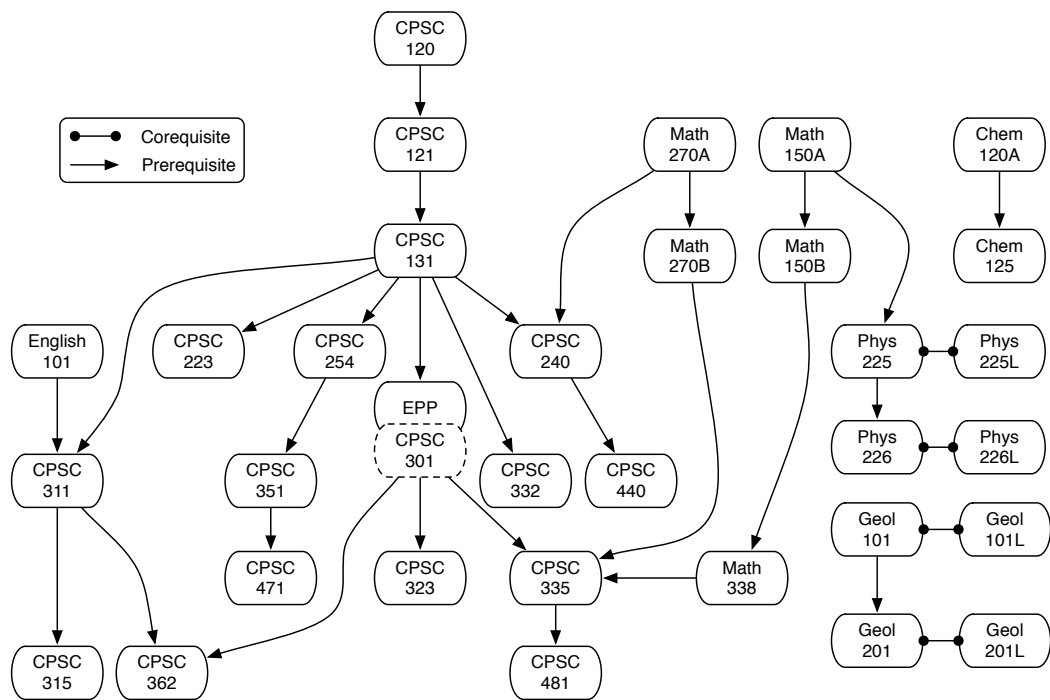 CPSC
120
Corequisite
Prerequisite
CPSC
121
Math
270A
Math
150A
Chem
120A
CPSC
131
Math
270B
Math
150B
Chem
125
English
101
CPSC
223
CPSC
254
CPSC
240
Phys
225
Phys
225L
EPP
CPSC
301
CPSC
311
CPSC
351
CPSC
332
CPSC
440
Phys
226
Phys
226L
Geol
101
Geol
101L
CPSC
471
CPSC
323
CPSC
335
Math
338
CPSC
315
CPSC
362
CPSC
481
Geol
201
Geol
201L